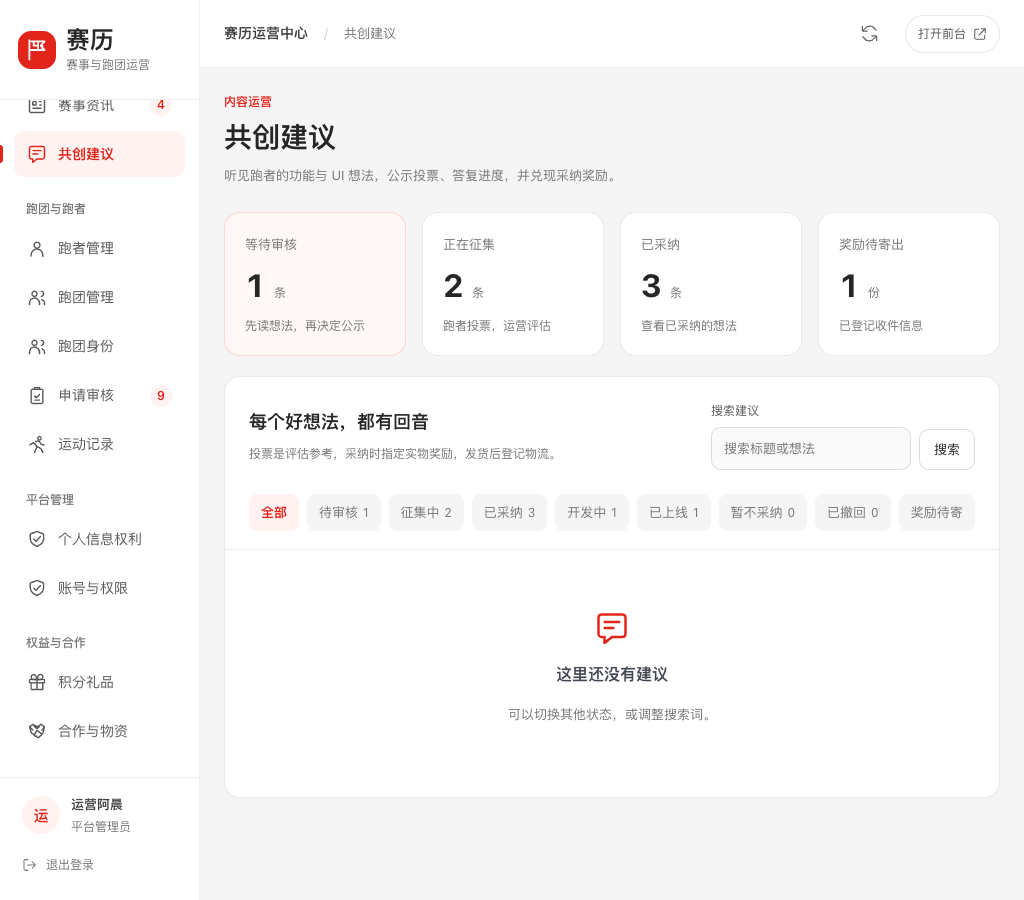 赛历
赛事与跑团运营
赛事资讯 4
共创建议
跑团与跑者
跑者管理
跑团管理
跑团身份
申请审核 9
运动记录
平台管理
个人信息权利
账号与权限
权益与合作
积分礼品
合作与物资
运 运营阿晨
平台管理员
退出登录
赛历运营中心 / 共创建议
打开前台
内容运营
共创建议
听见跑者的功能与 UI 想法，公示投票、答复进度，并兑现采纳奖励。
等待审核
1 条
先读想法，再决定公示
正在征集
2 条
跑者投票，运营评估
已采纳
3 条
查看已采纳的想法
奖励待寄出
1 份
已登记收件信息
每个好想法，都有回音
投票是评估参考，采纳时指定实物奖励，发货后登记物流。
搜索建议
搜索标题或想法 搜索
全部 待审核 1 征集中 2 已采纳 3 开发中 1 已上线 1 暂不采纳 0 已撤回 0 奖励待寄
这里还没有建议
可以切换其他状态，或调整搜索词。